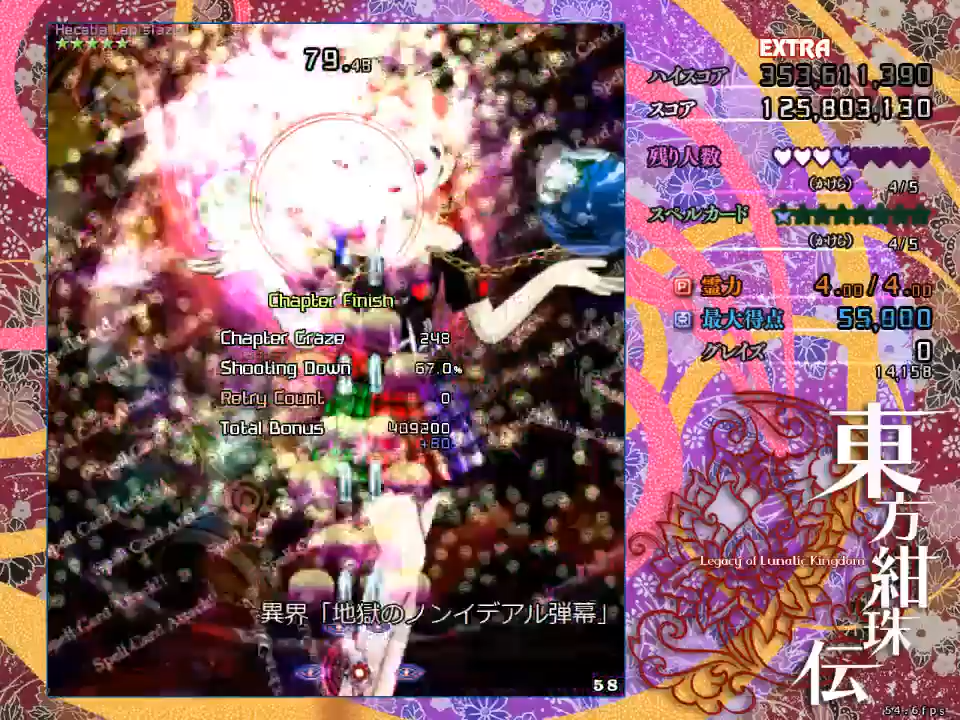 Hecatia Lapislazuli
79.48
Chapter Finish
Chapter Graze 248
Shooting Down 67.0%
Retry Count 0
Total Bonus 409200
+80
異界「地獄のノンイデアル弾幕」
58
EXTRA
ハイスコア 353,611,390
スコア 125,803,130
残り人数
(かけら) 4/5
スペルカード
(かけら) 4/5
霊力 4.00/4.00
最大得点 55,000
グレイズ 0
14,158
東方紺珠伝
Legacy of Lunatic Kingdom
54.6fps
Spell Card Attack!